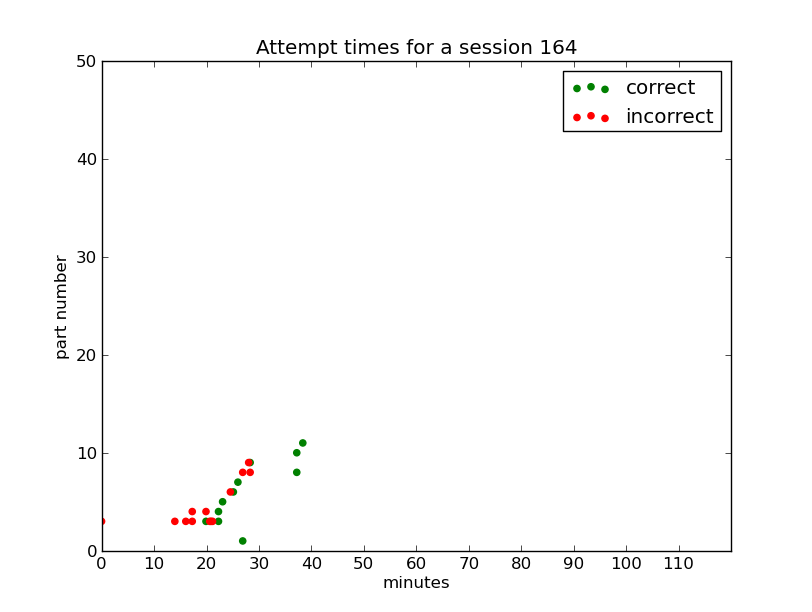 Attempt times for a session 164
correct
incorrect
50
40
30
20
10
0
part number
0 10 20 30 40 50 60 70 80 90 100 110
minutes